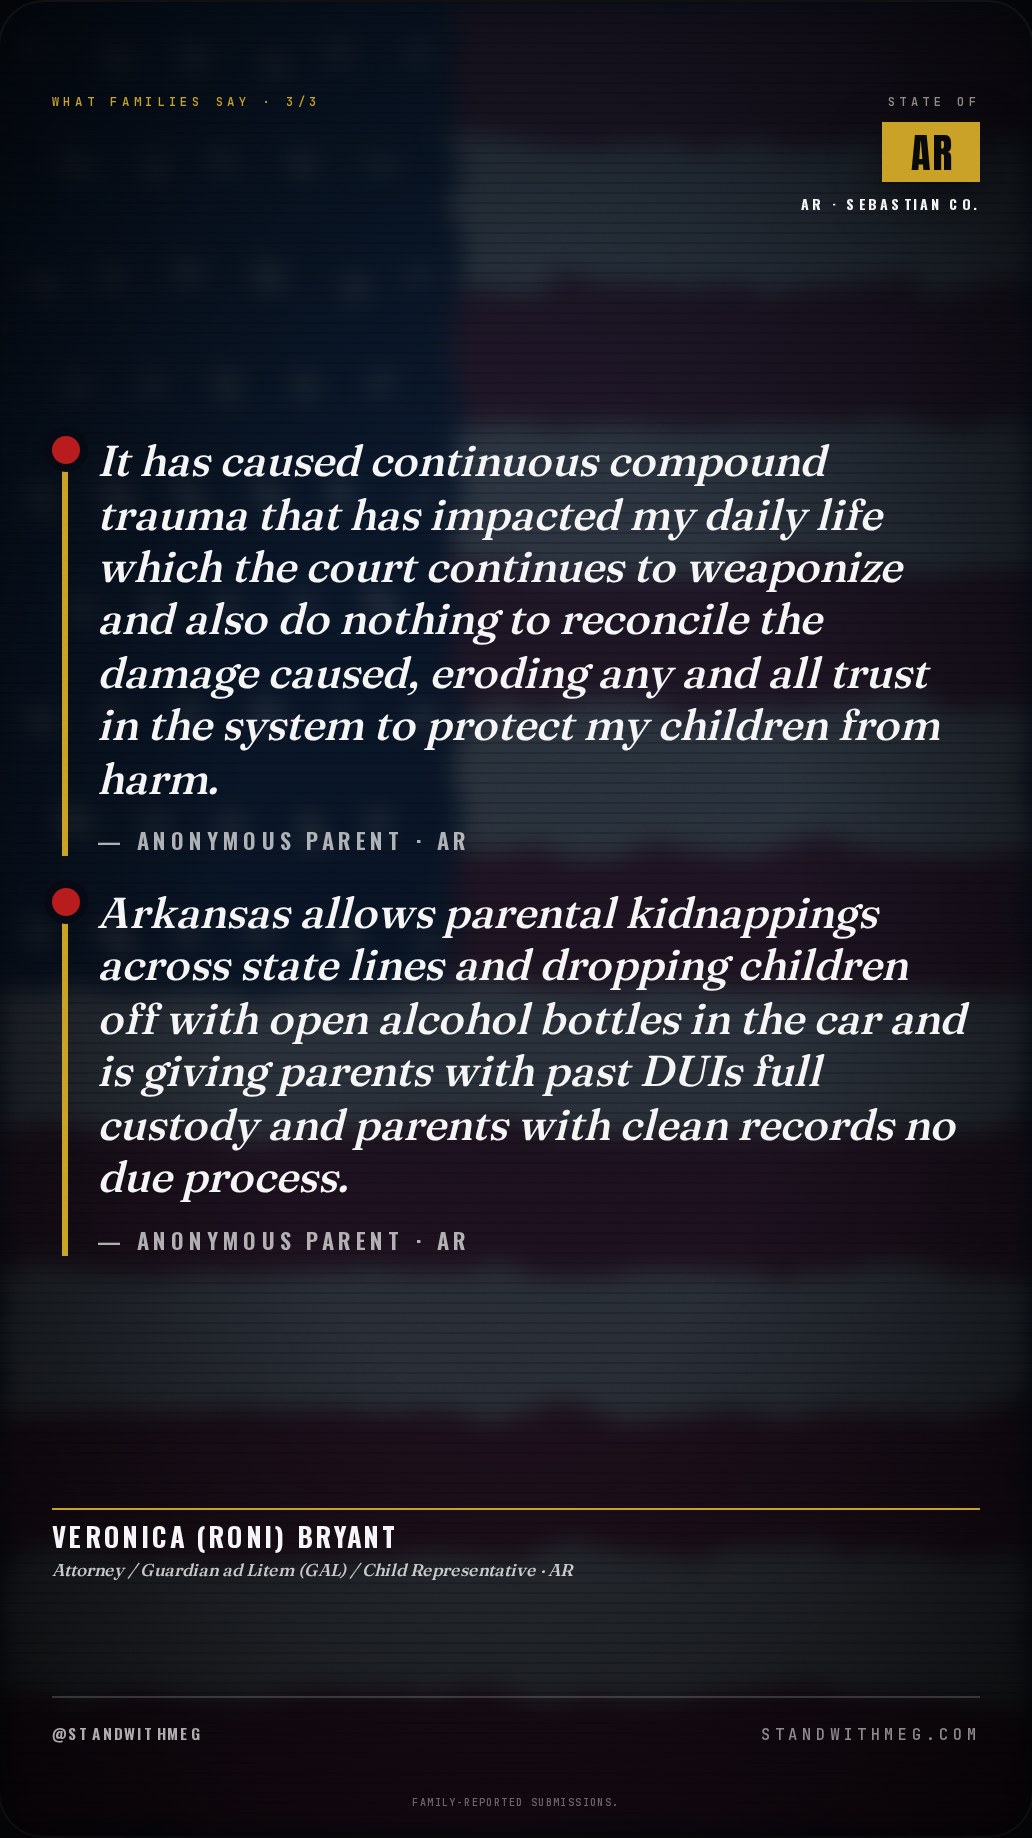 WHAT FAMILIES SAY · 3/3
STATE OF
AR
AR · SEBASTIAN CO.
It has caused continuous compound
trauma that has impacted my daily life
which the court continues to weaponize
and also do nothing to reconcile the
damage caused, eroding any and all trust
in the system to protect my children from
harm.
— ANONYMOUS PARENT · AR
Arkansas allows parental kidnappings
across state lines and dropping children
off with open alcohol bottles in the car and
is giving parents with past DUIs full
custody and parents with clean records no
due process.
— ANONYMOUS PARENT · AR
VERONICA (RONI) BRYANT
Attorney / Guardian ad Litem (GAL) / Child Representative · AR
@STANDWITHMEG
STANDWITHMEG.COM
FAMILY-REPORTED SUBMISSIONS.